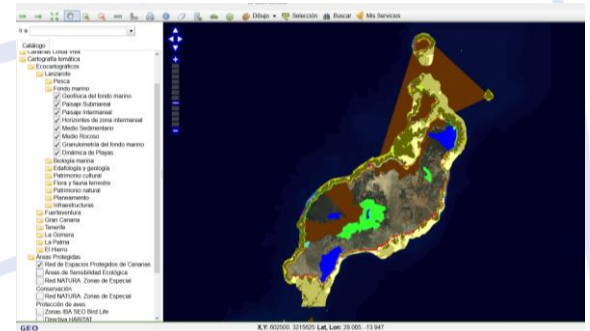 Dibujo
Selección
Buscar
Mis Servicios
Ir a
Catálogo
Canarias Costa Viva
Cartografía temática
Ecocartográficos
Lanzarote
Pesca
Fondo marino
Geofísica del fondo marino
Paisaje Submareal
Paisaje Intermareal
Horizontes de zona intermareal
Medio Sedimentario
Medio Rocoso
Granulometría del fondo marino
Dinámica de Playas
Biología marina
Edafología y geología
Patrimonio cultural
Flora y fauna terrestre
Patrimonio natural
Planeamiento
Infraestructuras
Fuerteventura
Gran Canaria
Tenerife
La Gomera
La Palma
El Hierro
Áreas Protegidas
Red de Espacios Protegidos de Canarias
Áreas de Sensibilidad Ecológica
Red NATURA. Zonas de Especial
Conservación
Red NATURA. Zonas de Especial
Protección de aves
Zonas IBA SEO Bird Life
Directiva HABITAT
GEO
X,Y: 602500, 3215625 Lat, Lon: 29.065, -13.947